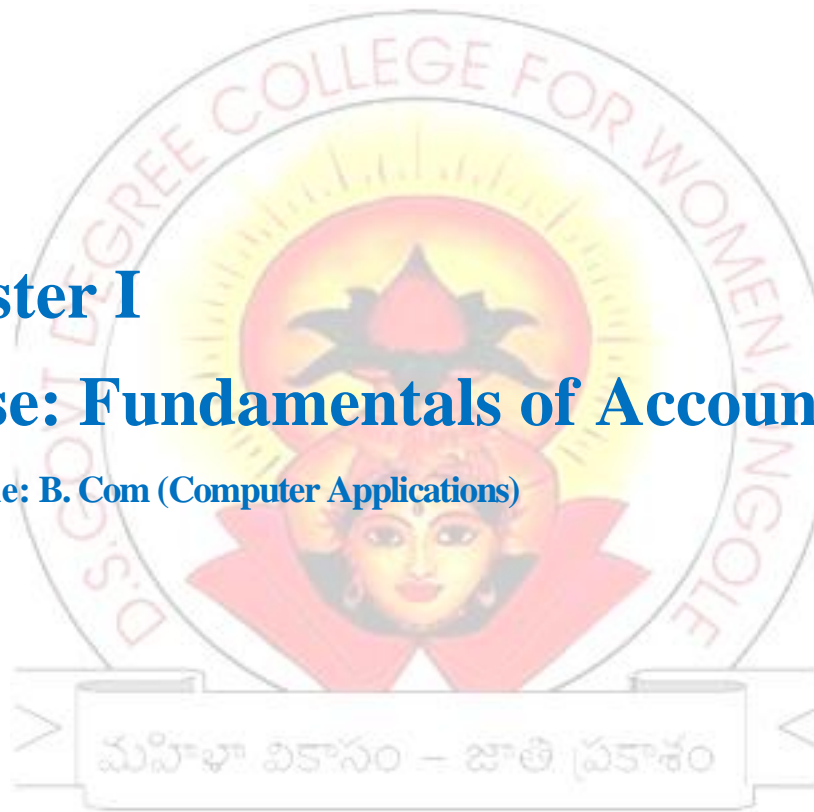 D.S. GOVT DEGREE COLLEGE FOR WOMEN, ONGOLE
ster I
se: Fundamentals of Accoun
e: B. Com (Computer Applications)
మహిళా వికాసం – జాతి ప్రకాశం